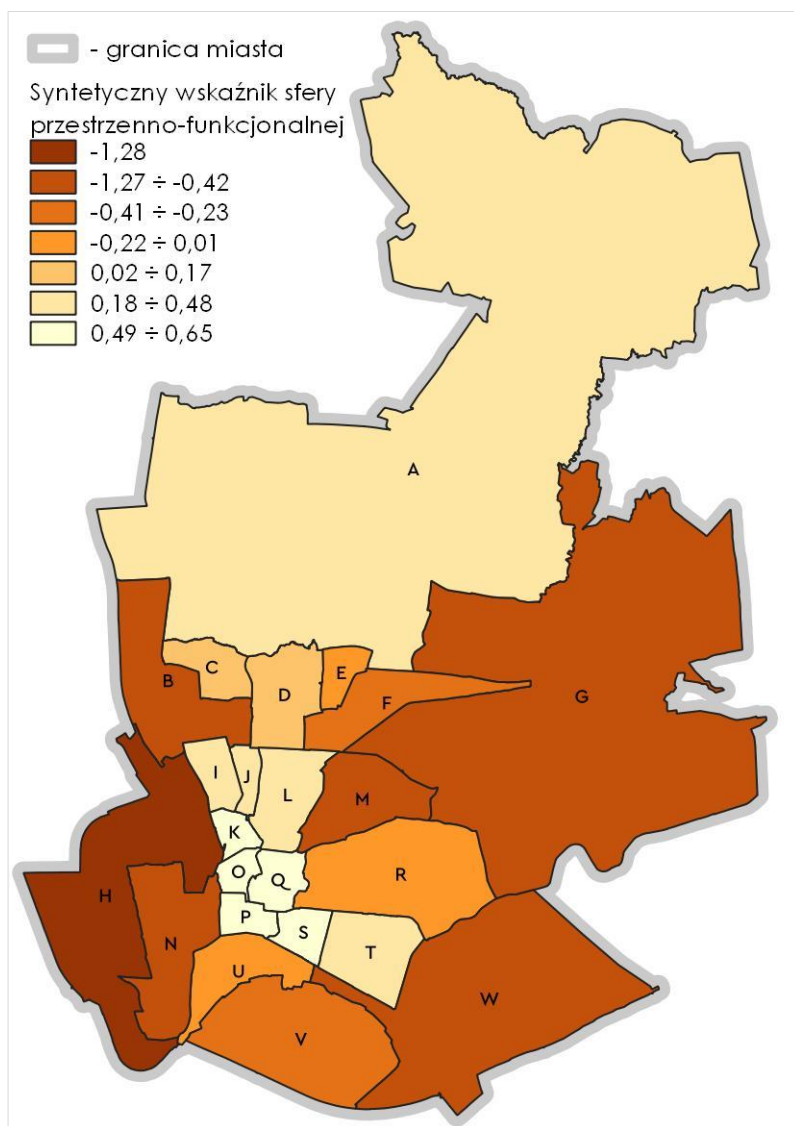 - granica miasta
Syntetyczny wskaźnik sfery
przestrzenno-funkcjonalnej
-1,28
-1,27 ÷ -0,42
-0,41 ÷ -0,23
-0,22 ÷ 0,01
0,02 ÷ 0,17
0,18 ÷ 0,48
0,49 ÷ 0,65
A
B
C
D
E
F
G
H
I
J
K
L
M
N
O
P
Q
R
S
T
U
V
W